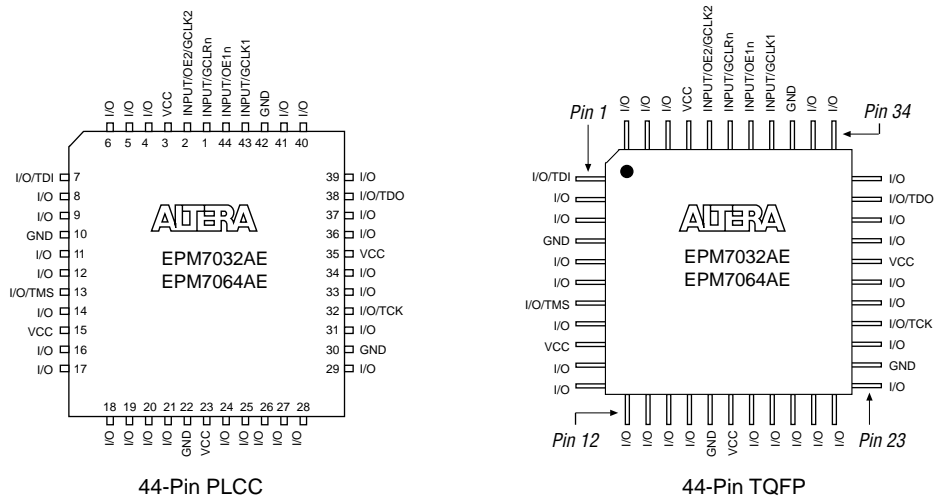 I/O
I/O
I/O
VCC
INPUT/OE2/GCLK2
INPUT/GCLRn
INPUT/OE1n
INPUT/GCLK1
GND
I/O
I/O
6 5 4 3 2 1 44 43 42 41 40
I/O/TDI 7
I/O 8
I/O 9
GND 10
I/O 11
I/O 12
I/O/TMS 13
I/O 14
VCC 15
I/O 16
I/O 17
ALTERA
EPM7032AE
EPM7064AE
39 I/O
38 I/O/TDO
37 I/O
36 I/O
35 VCC
34 I/O
33 I/O
32 I/O/TCK
31 I/O
30 GND
29 I/O
18 19 20 21 22 23 24 25 26 27 28
I/O
I/O
I/O
I/O
GND
VCC
I/O
I/O
I/O
I/O
I/O
44-Pin PLCC
Pin 1
I/O
I/O
I/O
VCC
INPUT/OE2/GCLK2
INPUT/GCLRn
INPUT/OE1n
INPUT/GCLK1
GND
I/O
I/O
Pin 34
I/O/TDI
I/O
I/O
GND
I/O
I/O
I/O/TMS
I/O
VCC
I/O
I/O
ALTERA
EPM7032AE
EPM7064AE
I/O
I/O/TDO
I/O
I/O
VCC
I/O
I/O
I/O/TCK
I/O
GND
I/O
Pin 12
I/O
I/O
I/O
I/O
GND
VCC
I/O
I/O
I/O
I/O
I/O
Pin 23
44-Pin TQFP